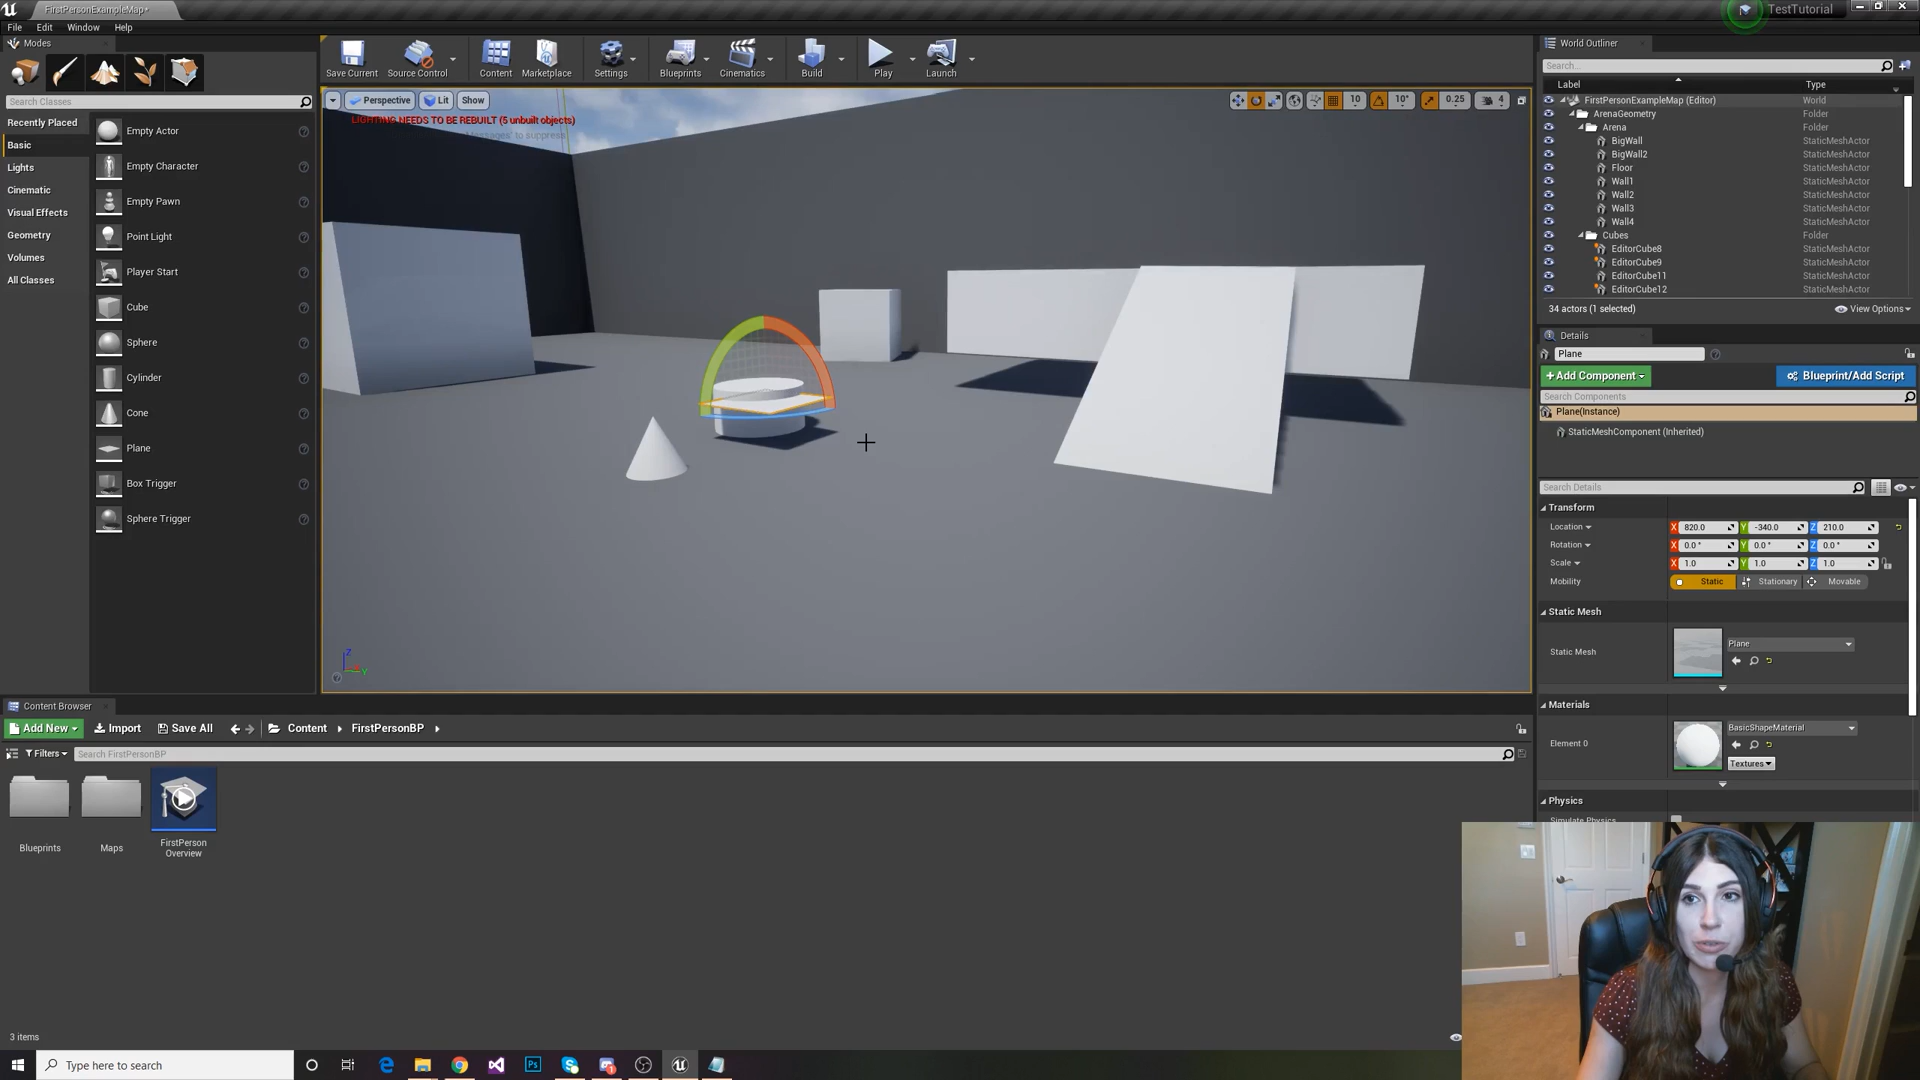 FirstPersonExampleMap*
TestTutorial
File Edit Window Help
Modes
Search Classes
Recently Placed
Basic
Lights
Cinematic
Visual Effects
Geometry
Volumes
All Classes
Empty Actor
Empty Character
Empty Pawn
Point Light
Player Start
Cube
Sphere
Cylinder
Cone
Plane
Box Trigger
Sphere Trigger
Save Current
Source Control
Content
Marketplace
Settings
Blueprints
Cinematics
Build
Play
Launch
Perspective Lit Show
10 10° 0.25 4
LIGHTING NEEDS TO BE REBUILT (5 unbuilt objects)
to suppress
Z
Y
World Outliner
Search...
Label Type
FirstPersonExampleMap (Editor) World
ArenaGeometry Folder
Arena Folder
BigWall StaticMeshActor
BigWall2 StaticMeshActor
Floor StaticMeshActor
Wall1 StaticMeshActor
Wall2 StaticMeshActor
Wall3 StaticMeshActor
Wall4 StaticMeshActor
Cubes Folder
EditorCube8 StaticMeshActor
EditorCube9 StaticMeshActor
EditorCube11 StaticMeshActor
EditorCube12 StaticMeshActor
34 actors (1 selected) View Options
Details
Plane
+Add Component Blueprint/Add Script
Search Components
Plane(Instance)
StaticMeshComponent (Inherited)
Search Details
Transform
Location X 820.0 Y -340.0 Z 210.0
Rotation X 0.0 ° Y 0.0 ° Z 0.0 °
Scale X 1.0 Y 1.0 Z 1.0
Mobility Static Stationary Movable
Static Mesh
Static Mesh Plane
Materials
Element 0 BasicShapeMaterial
Textures
Physics
Simulate Physics
Content Browser
Add New Import Save All Content FirstPersonBP
Filters Search FirstPersonBP
Blueprints
Maps
FirstPerson
Overview
3 items
Type here to search